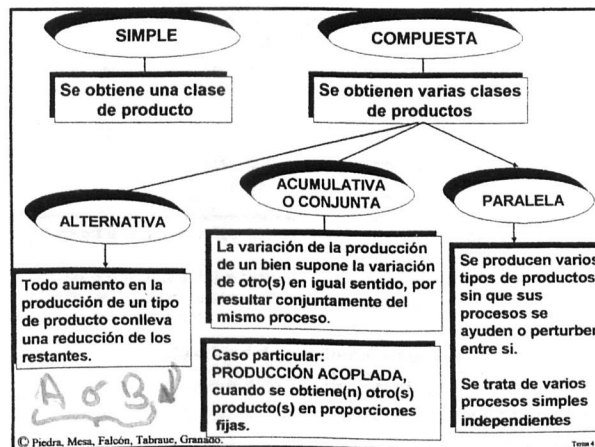 SIMPLE
COMPUESTA
Se obtiene una clase
de producto
Se obtienen varias clases
de productos
ALTERNATIVA
ACUMULATIVA
O CONJUNTA
PARALELA
Todo aumento en la
producción de un tipo
de producto conlleva
una reducción de los
restantes.
La variación de la producción
de un bien supone la variación
de otro(s) en igual sentido, por
resultar conjuntamente del
mismo proceso.
Caso particular:
PRODUCCIÓN ACOPLADA,
cuando se obtiene(n) otro(s)
producto(s) en proporciones
fijas.
Se producen varios
tipos de productos
sin que sus
procesos se
ayuden o perturben
entre si.
Se trata de varios
procesos simples
independientes
A o B
© Piedra, Mesa, Falcón, Tabraue, Granado.
Tema 4